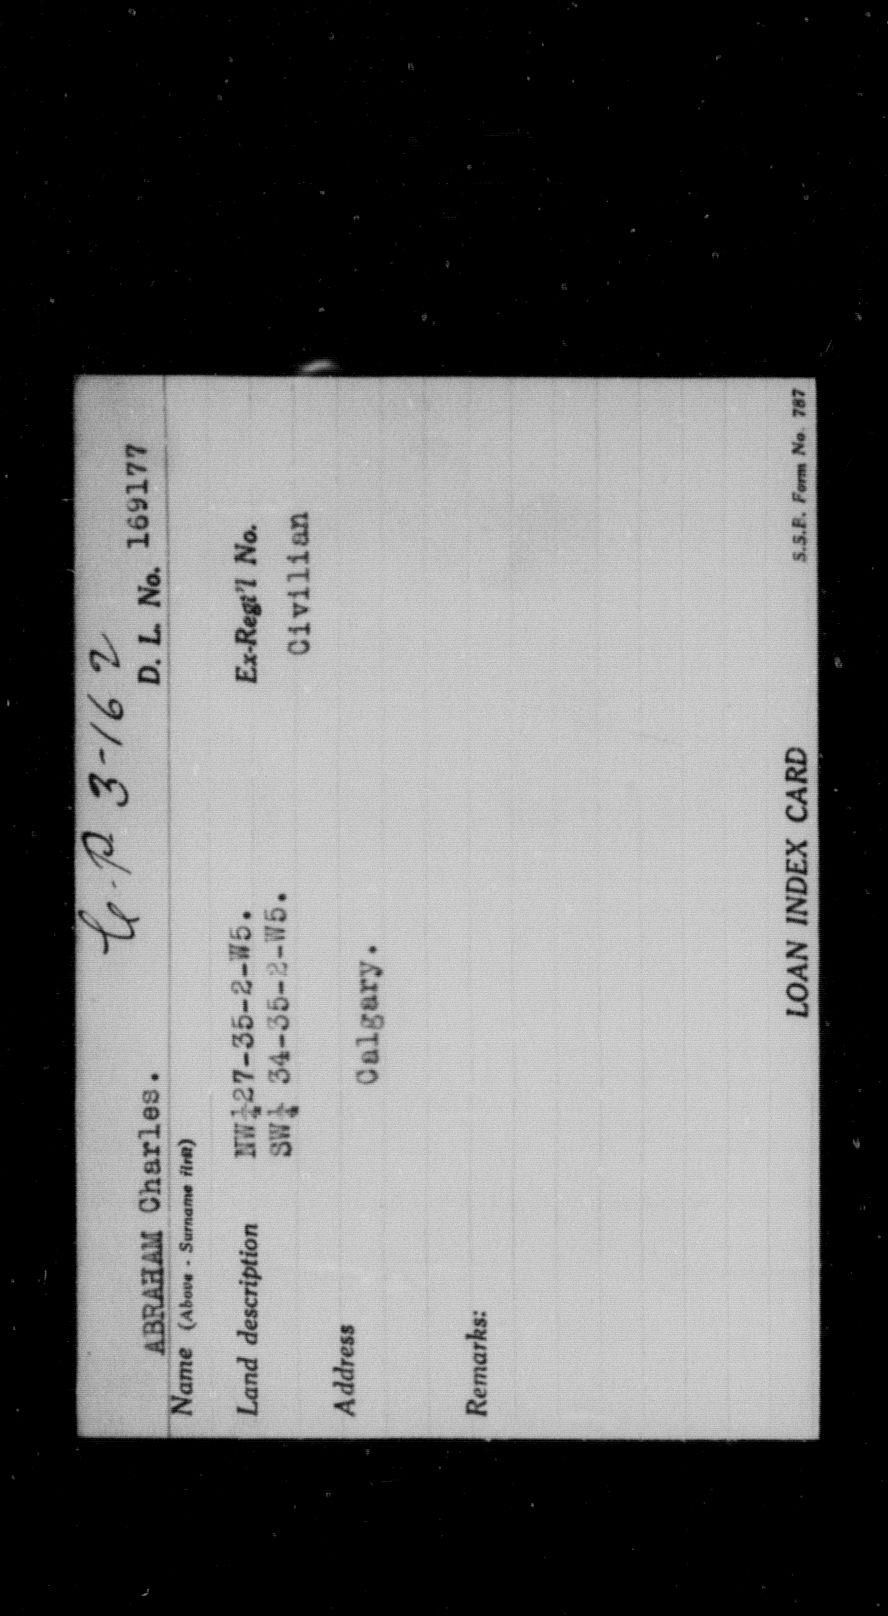 C-P 3-162
ABRAHAM Charles. D. L. No. 169177
Name (Above - Surname first)
Land description NW¼27-35-2-W5. Ex-Regi'l No.
SW¼ 34-35-2-W5. Civilian
Address
Calgary.
Remarks:
LOAN INDEX CARD S.S.B. Form No. 787